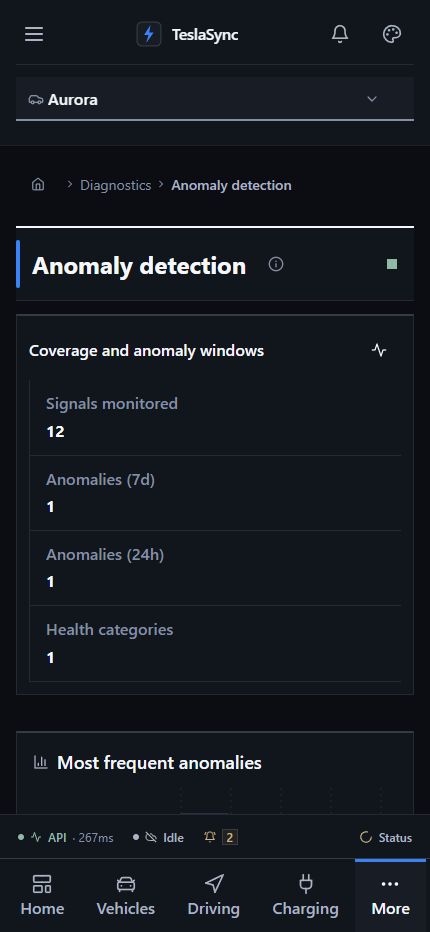 TeslaSync
Aurora
Diagnostics
Anomaly detection
Anomaly detection
Coverage and anomaly windows
Signals monitored
12
Anomalies (7d)
1
Anomalies (24h)
1
Health categories
1
Most frequent anomalies
API · 267ms Idle 2 Status
Home Vehicles Driving Charging More